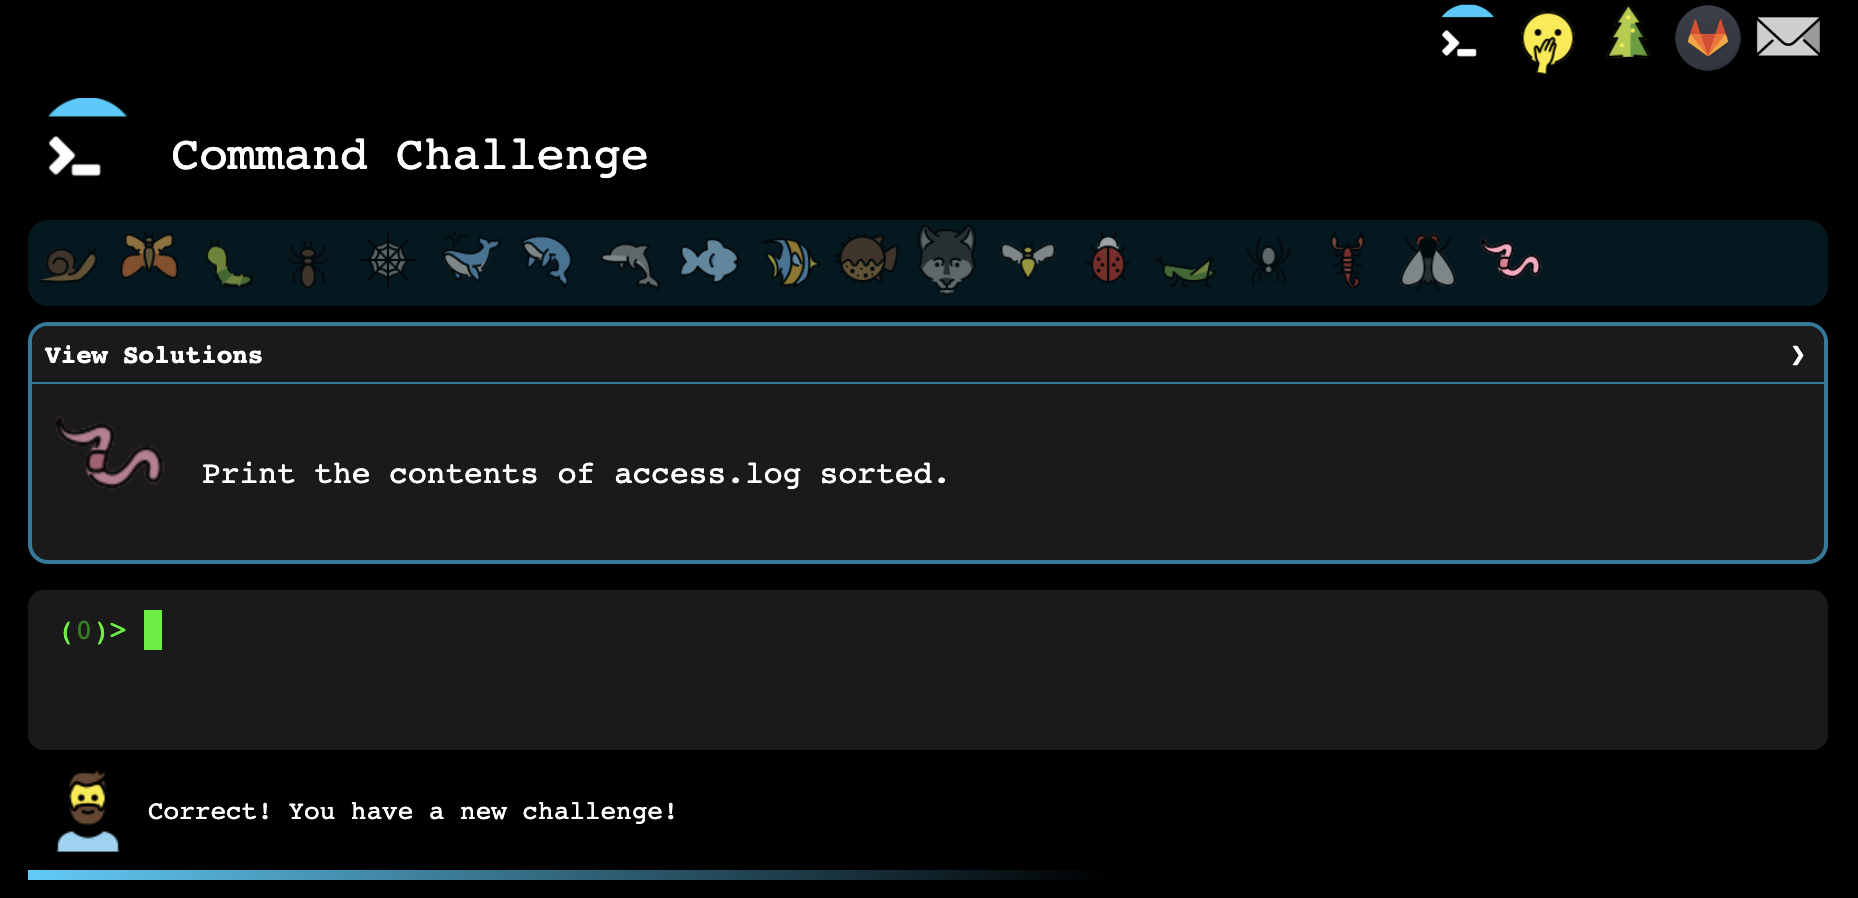 Command Challenge
View Solutions
Print the contents of access.log sorted.
(0)>
Correct! You have a new challenge!